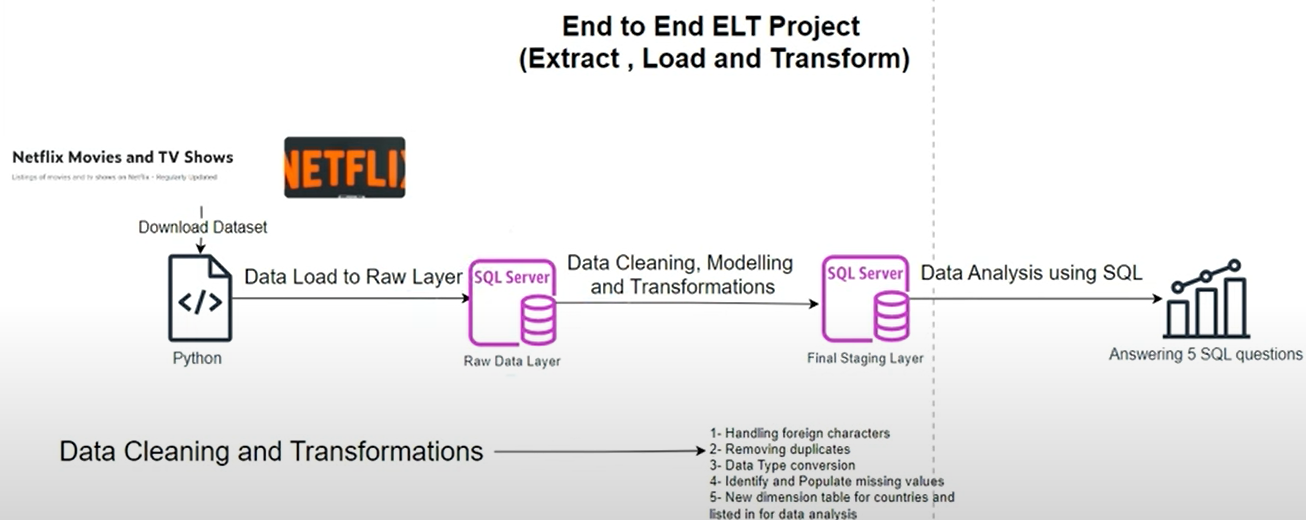 End to End ELT Project
(Extract , Load and Transform)
Netflix Movies and TV Shows
Listings of movies and tv shows on Netflix - Regularly Updated
NETFLIX
Download Dataset
</>
Python
Data Load to Raw Layer
SQL Server
Raw Data Layer
Data Cleaning, Modelling
and Transformations
SQL Server
Final Staging Layer
Data Analysis using SQL
Answering 5 SQL questions
Data Cleaning and Transformations
1- Handling foreign characters
2- Removing duplicates
3- Data Type conversion
4- Identify and Populate missing values
5- New dimension table for countries and
listed in for data analysis